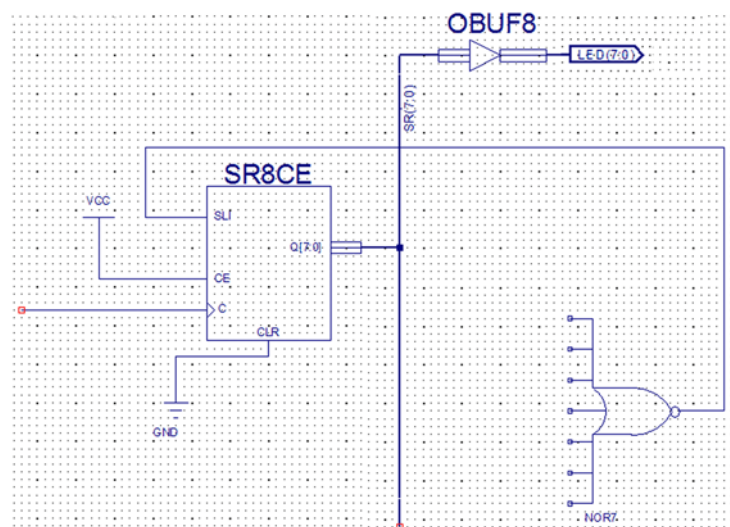 OBUF8
LED(7:0)
SR(7:0)
SR8CE
VCC
SLI
Q[7:0]
CE
C
CLR
GND
NOR7